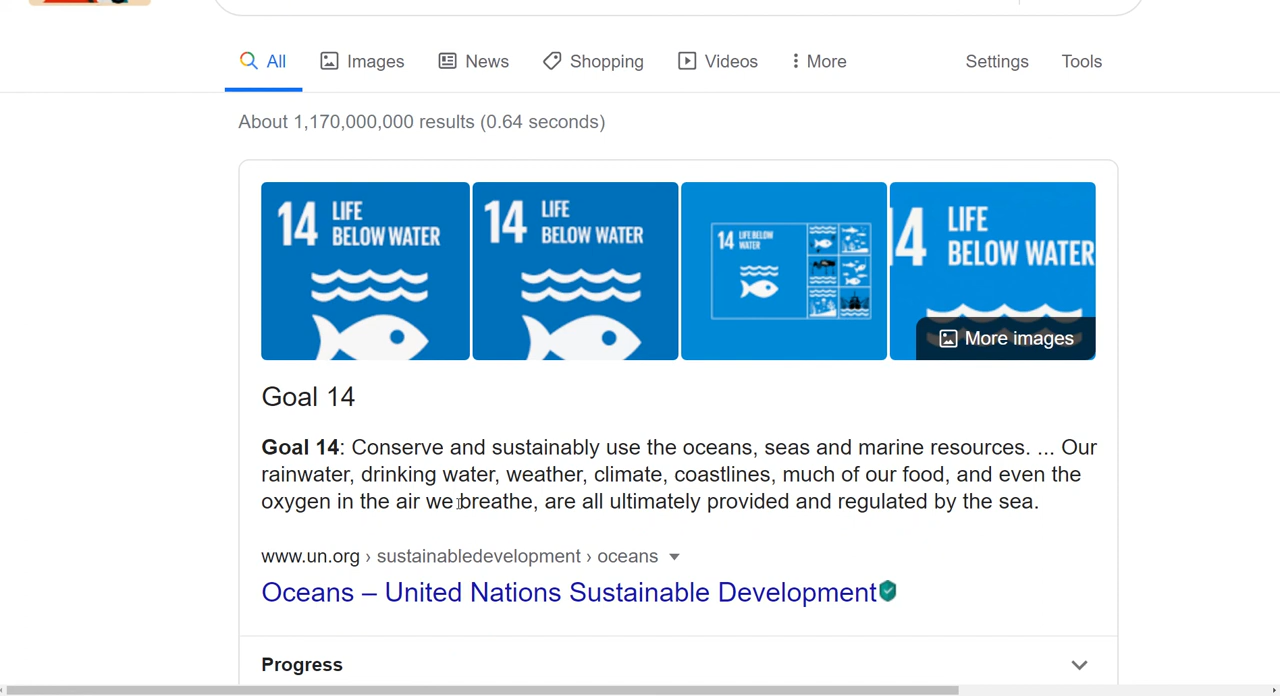 All Images News Shopping Videos More Settings Tools
About 1,170,000,000 results (0.64 seconds)
14 LIFE BELOW WATER
14 LIFE BELOW WATER
14 LIFE BELOW WATER
14 LIFE BELOW WATER
More images
Goal 14
Goal 14: Conserve and sustainably use the oceans, seas and marine resources. ... Our
rainwater, drinking water, weather, climate, coastlines, much of our food, and even the
oxygen in the air we breathe, are all ultimately provided and regulated by the sea.
www.un.org › sustainabledevelopment › oceans
Oceans – United Nations Sustainable Development
Progress